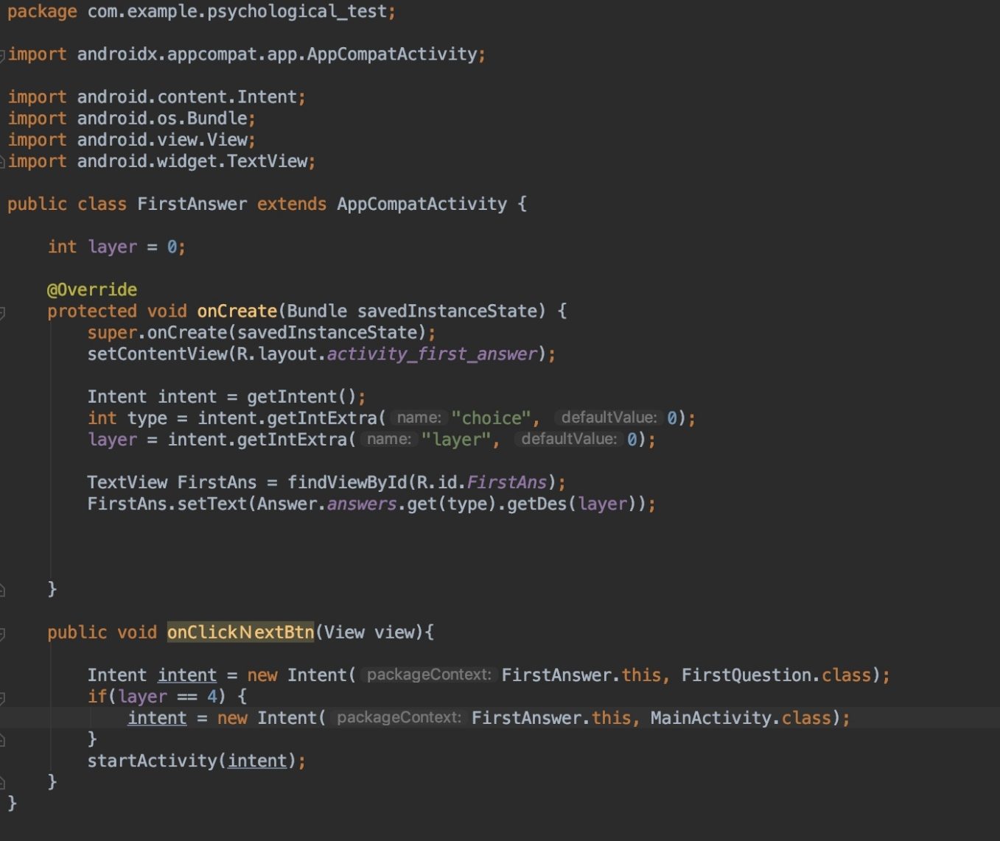 package com.example.psychological_test;
import androidx.appcompat.app.AppCompatActivity;
import android.content.Intent;
import android.os.Bundle;
import android.view.View;
import android.widget.TextView;
public class FirstAnswer extends AppCompatActivity {
int layer = 0;
@Override
protected void onCreate(Bundle savedInstanceState) {
super.onCreate(savedInstanceState);
setContentView(R.layout.activity_first_answer);
Intent intent = getIntent();
int type = intent.getIntExtra( name: "choice", defaultValue: 0);
layer = intent.getIntExtra( name: "layer", defaultValue: 0);
TextView FirstAns = findViewById(R.id.FirstAns);
FirstAns.setText(Answer.answers.get(type).getDes(layer));
}
public void onClickNextBtn(View view){
Intent intent = new Intent( packageContext: FirstAnswer.this, FirstQuestion.class);
if(layer == 4) {
intent = new Intent( packageContext: FirstAnswer.this, MainActivity.class);
}
startActivity(intent);
}
}